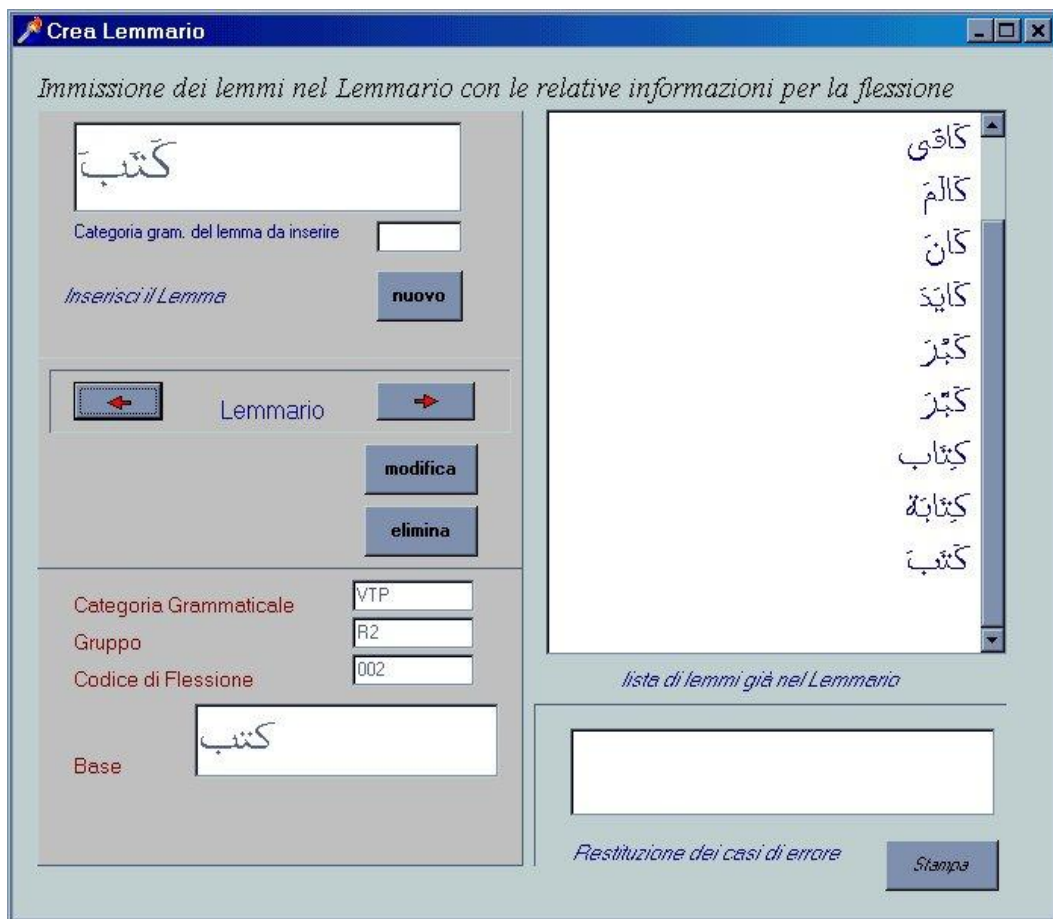 Crea Lemmario
Immissione dei lemmi nel Lemmario con le relative informazioni per la flessione
كَتَبَ
Categoria gram. del lemma da inserire
Inserisci il Lemma
nuovo
Lemmario
modifica
elimina
Categoria Grammaticale
VTP
Gruppo
R2
Codice di Flessione
002
Base
كتب
كَافَى
كَالَمَ
كَانَ
كَايَدَ
كَبُرَ
كَبَّرَ
كِتَاب
كِتَابَة
كَتَبَ
lista di lemmi già nel Lemmario
Restituzione dei casi di errore
Stampa